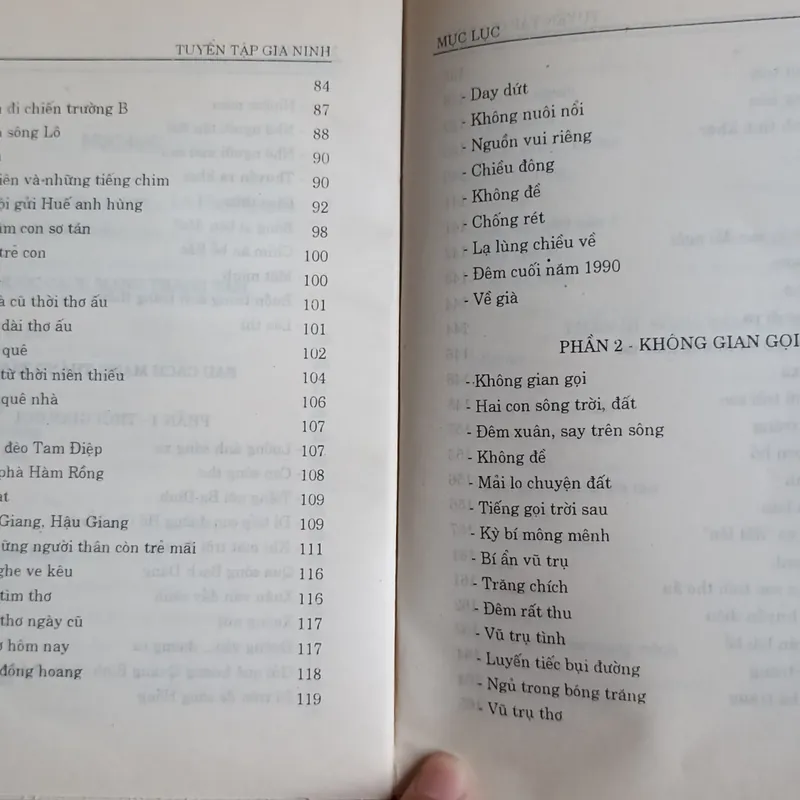 TUYỂN TẬP GIA NINH
84
đi chiến trường B 87
sông Lô 88
90
iên và những tiếng chim 90
ội gửi Huế anh hùng 92
ăm con sơ tán 98
trẻ con 100
100
à cũ thời thơ ấu 101
dài thơ ấu 101
quê 102
từ thời niên thiếu 104
quê nhà 106
107
đèo Tam Điệp 107
phà Hàm Rồng 108
át 109
Giang, Hậu Giang 109
ững người thân còn trẻ mãi 111
ghe ve kêu 116
tìm thơ 116
thơ ngày cũ 117
ơ hôm nay 117
đồng hoang 118
119
MỤC LỤC
- Day dứt
- Không nuôi nổi
- Nguồn vui riêng
- Chiều đông
- Không đề
- Chống rét
- Lạ lùng chiều về
- Đêm cuối năm 1990
- Về già
PHẦN 2 - KHÔNG GIAN GỌI
- Không gian gọi
- Hai con sông trời, đất
- Đêm xuân, say trên sông
- Không đề
- Mải lo chuyện đất
- Tiếng gọi trời sau
- Kỳ bí mông mênh
- Bí ẩn vũ trụ
- Trăng chích
- Đêm rất thu
- Vũ trụ tình
- Luyến tiếc bụi đường
- Ngủ trong bóng trăng
- Vũ trụ thơ